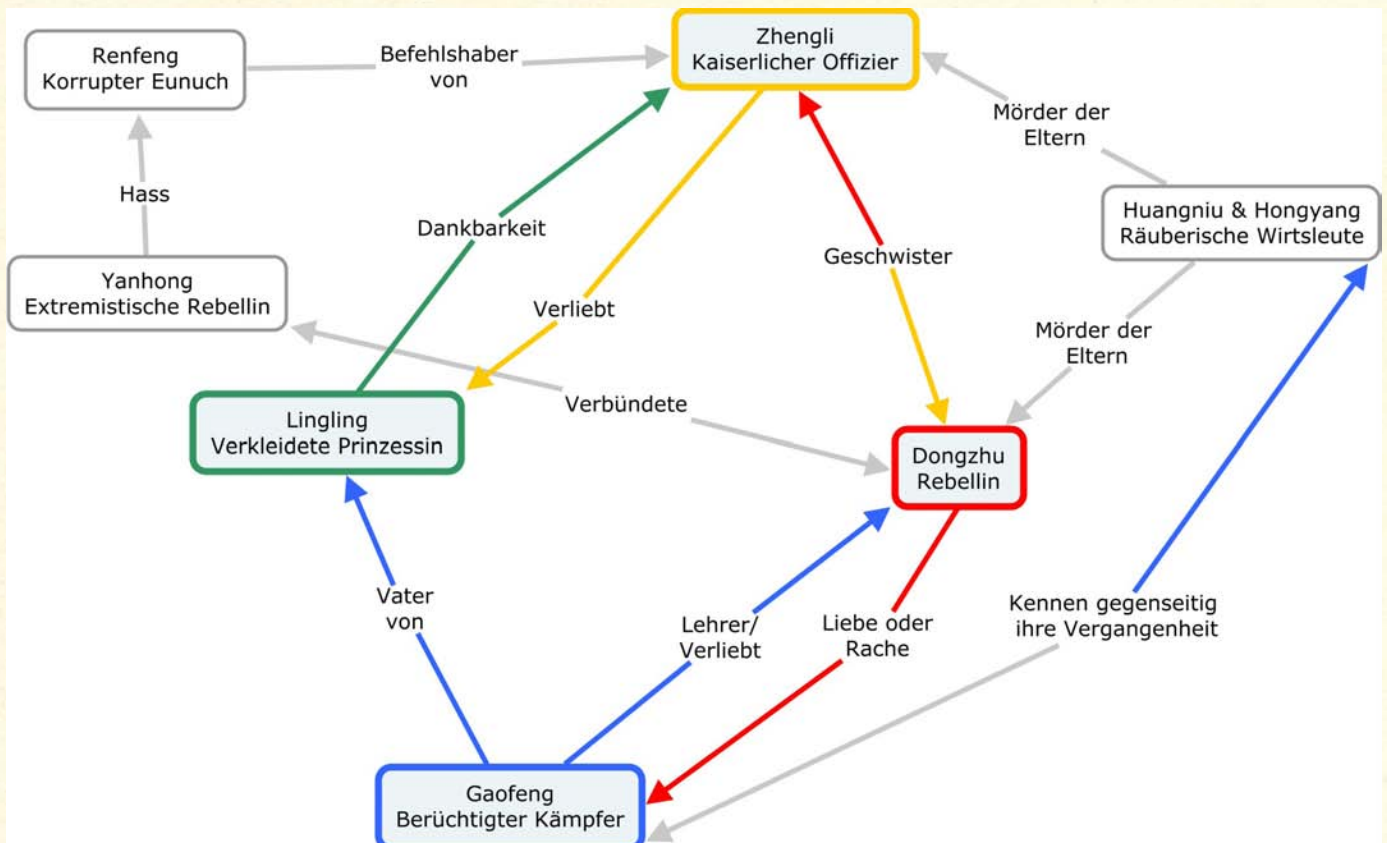 Zhengli
Kaiserlicher Offizier
Renfeng
Korrupter Eunuch
Befehlshaber
von
Mörder der
Eltern
Hass
Huangniu & Hongyang
Räuberische Wirtsleute
Dankbarkeit
Geschwister
Yanhong
Extremistische Rebellin
Verliebt
Mörder der
Eltern
Verbündete
Lingling
Verkleidete Prinzessin
Dongzhu
Rebellin
Vater
von
Lehrer/
Verliebt
Liebe oder
Rache
Kennen gegenseitig
ihre Vergangenheit
Gaofeng
Berüchtigter Kämpfer